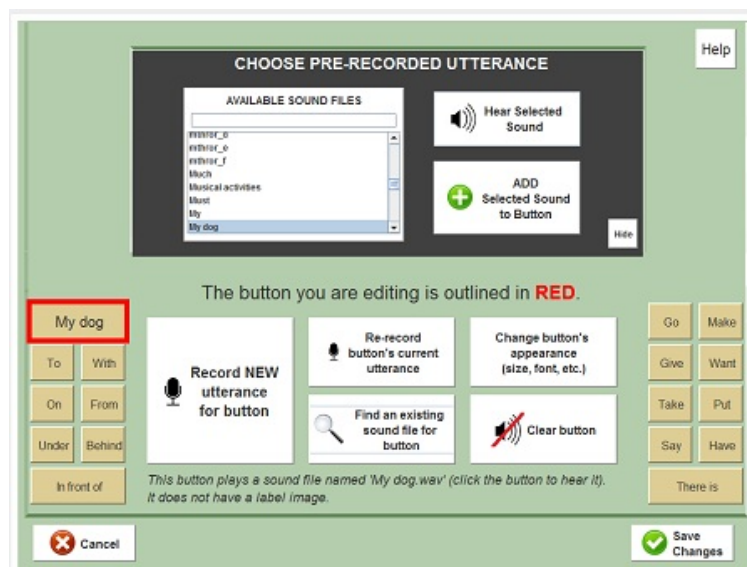 Help
CHOOSE PRE-RECORDED UTTERANCE
AVAILABLE SOUND FILES
mthror_e
mthror_f
Much
Musical activities
Must
My
My dog
Hear Selected
Sound
ADD
Selected Sound
to Button
Hide
The button you are editing is outlined in RED.
My dog
To
With
On
From
Under
Behind
In front of
Record NEW
utterance
for button
Re-record
button's current
utterance
Change button's
appearance
(size, font, etc.)
Find an existing
sound file for
button
Clear button
Go
Make
Give
Want
Take
Put
Say
Have
There is
This button plays a sound file named 'My dog.wav' (click the button to hear it).
It does not have a label image.
Cancel
Save
Changes